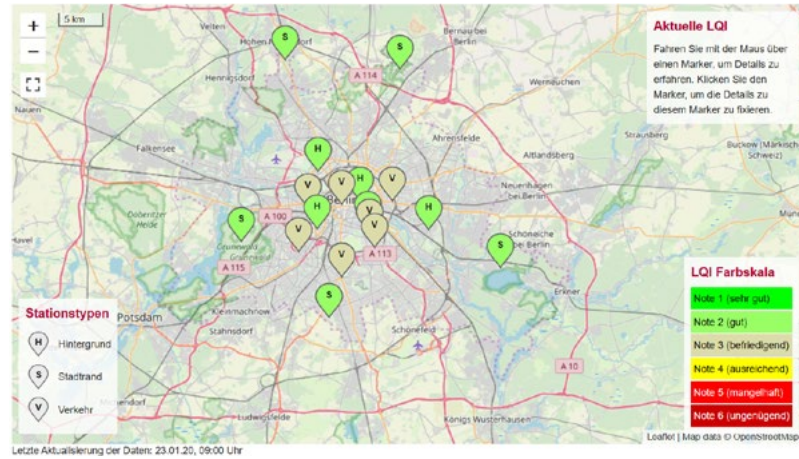 +
−
5 km
Aktuelle LQI
Fahren Sie mit der Maus über
einen Marker, um Details zu
erfahren. Klicken Sie den
Marker, um die Details zu
diesem Marker zu fixieren.
Velten
Bernau bei
Berlin
S
S
Hennigsdorf
A 114
Werneuchen
Nauen
Strausberg
Falkensee
H
Ahrensfelde
Altlandsberg
Buckow (Märkische
Schweiz)
V
V
H
V
Neuenhagen
bei Berlin
Döberitzer
Heide
A 100
H
V
H
S
V
V
Schöneiche
bei Berlin
S
Grunewald
A 115
V
A 113
Erkner
Potsdam
Kleinmachnow
S
Stahnsdorf
Schönefeld
A 10
Ludwigsfelde
Königs Wusterhausen
Stationstypen
H Hintergrund
S Stadtrand
V Verkehr
LQI Farbskala
Note 1 (sehr gut)
Note 2 (gut)
Note 3 (befriedigend)
Note 4 (ausreichend)
Note 5 (mangelhaft)
Note 6 (ungenügend)
Leaflet | Map data © OpenStreetMap
Letzte Aktualisierung der Daten: 23.01.20, 09:00 Uhr